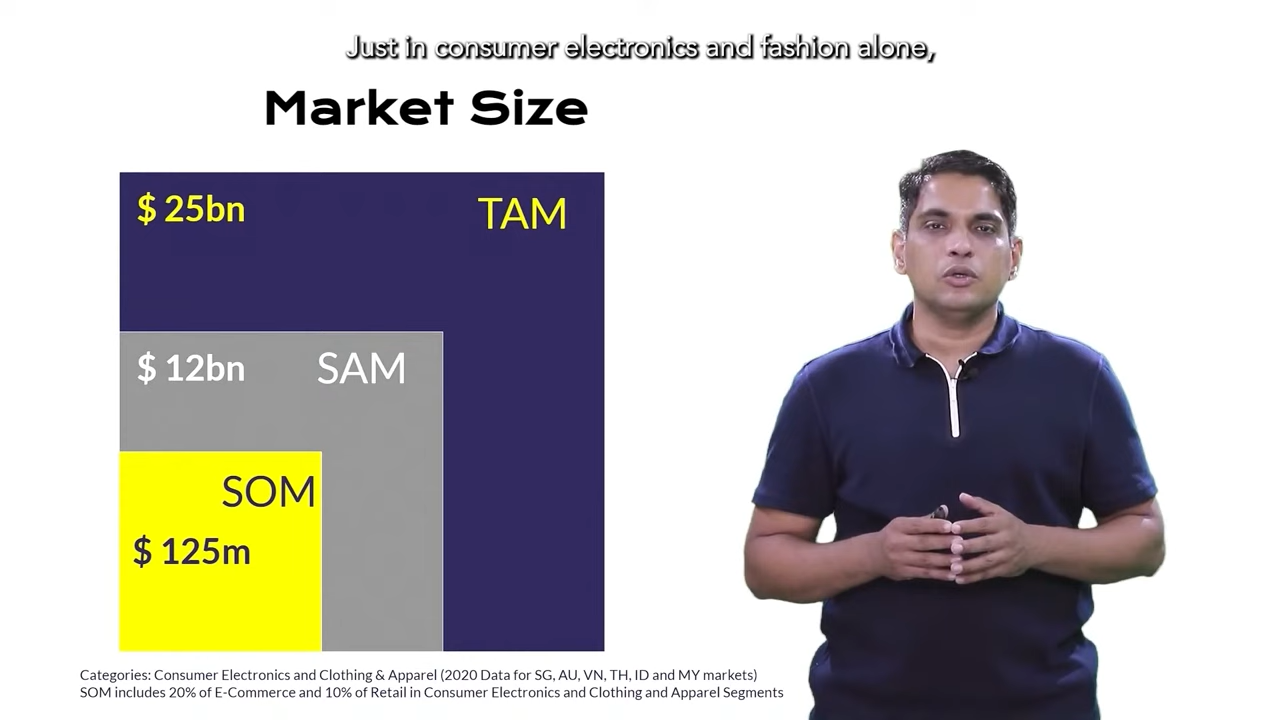 Just in consumer electronics and fashion alone,
Market Size
$ 25bn TAM
$ 12bn SAM
SOM
$ 125m
Categories: Consumer Electronics and Clothing & Apparel (2020 Data for SG, AU, VN, TH, ID and MY markets)
SOM includes 20% of E-Commerce and 10% of Retail in Consumer Electronics and Clothing and Apparel Segments